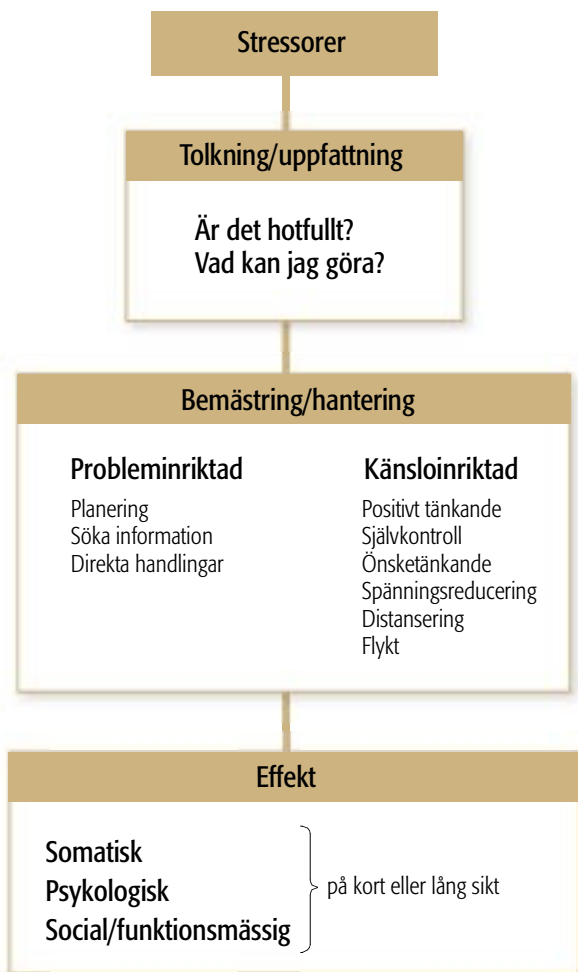 Stressorer
Tolkning/uppfattning
Är det hotfullt?
Vad kan jag göra?
Bemästring/hantering
Probleminriktad
Planering
Söka information
Direkta handlingar
Känsloinriktad
Positivt tänkande
Självkontroll
Önsketänkande
Spänningsreducering
Distansering
Flykt
Effekt
Somatisk
Psykologisk
Social/funktionsmässig
på kort eller lång sikt